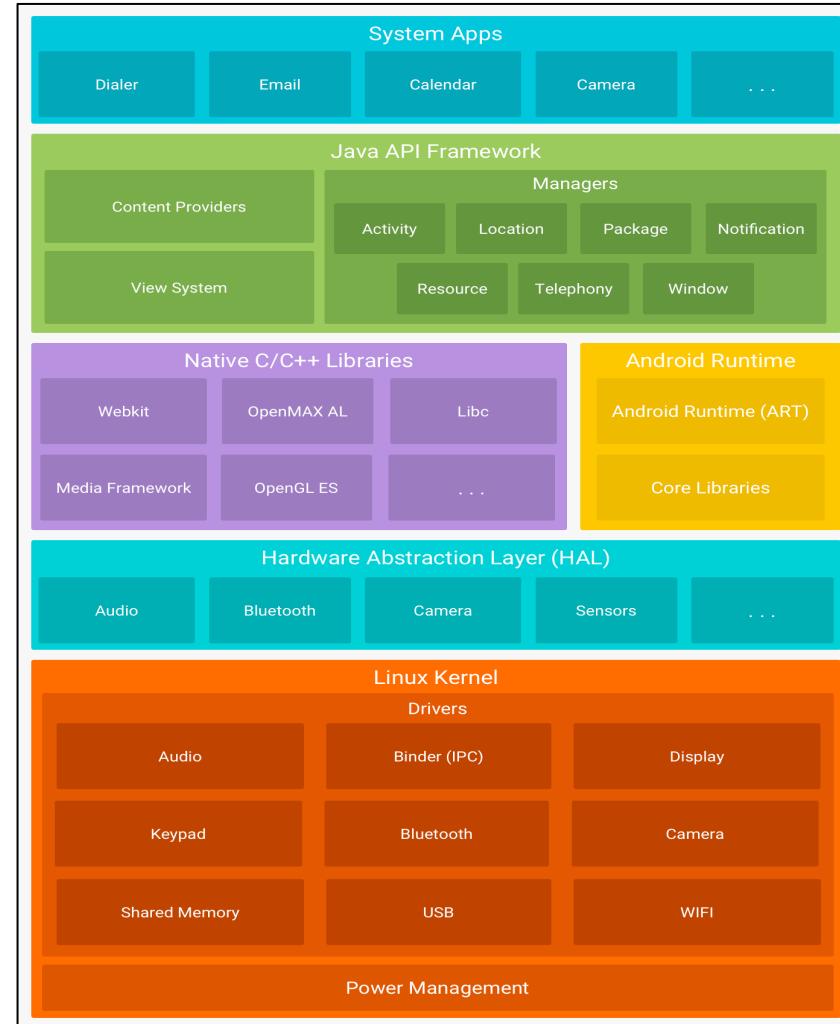 System Apps
Dialer
Email
Calendar
Camera
. . .
Java API Framework
Content Providers
View System
Managers
Activity
Location
Package
Notification
Resource
Telephony
Window
Native C/C++ Libraries
Webkit
OpenMAX AL
Libc
Media Framework
OpenGL ES
. . .
Android Runtime
Android Runtime (ART)
Core Libraries
Hardware Abstraction Layer (HAL)
Audio
Bluetooth
Camera
Sensors
. . .
Linux Kernel
Drivers
Audio
Binder (IPC)
Display
Keypad
Bluetooth
Camera
Shared Memory
USB
WIFI
Power Management